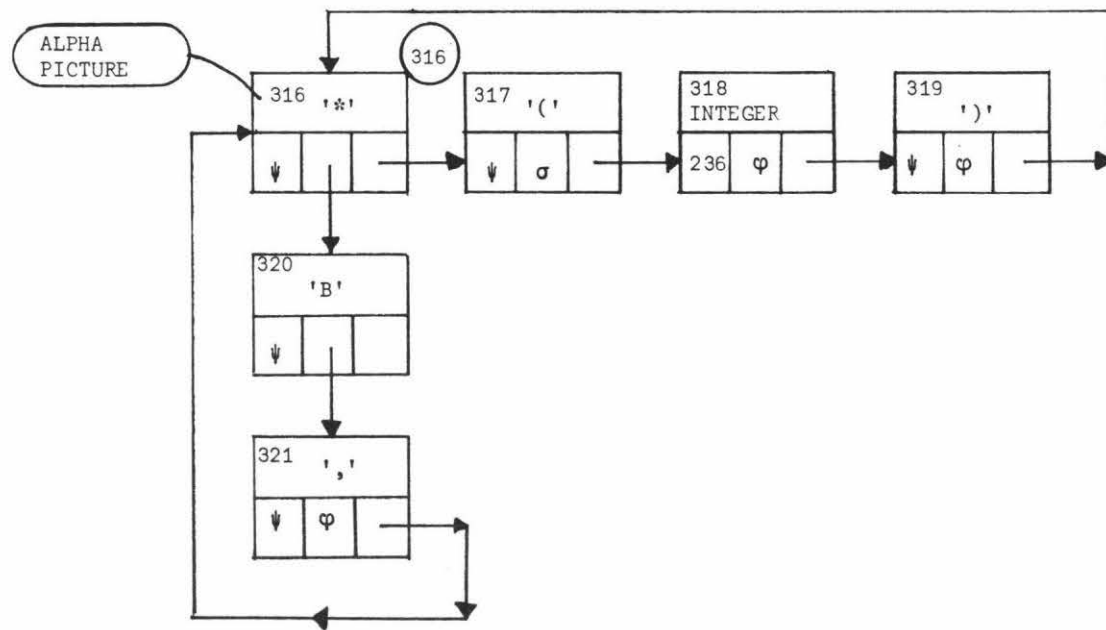 ALPHA
PICTURE
316
316
'*'
ψ
317
'('
ψ
σ
318
INTEGER
236
φ
319
')'
ψ
φ
320
'B'
ψ
321
','
ψ
φ